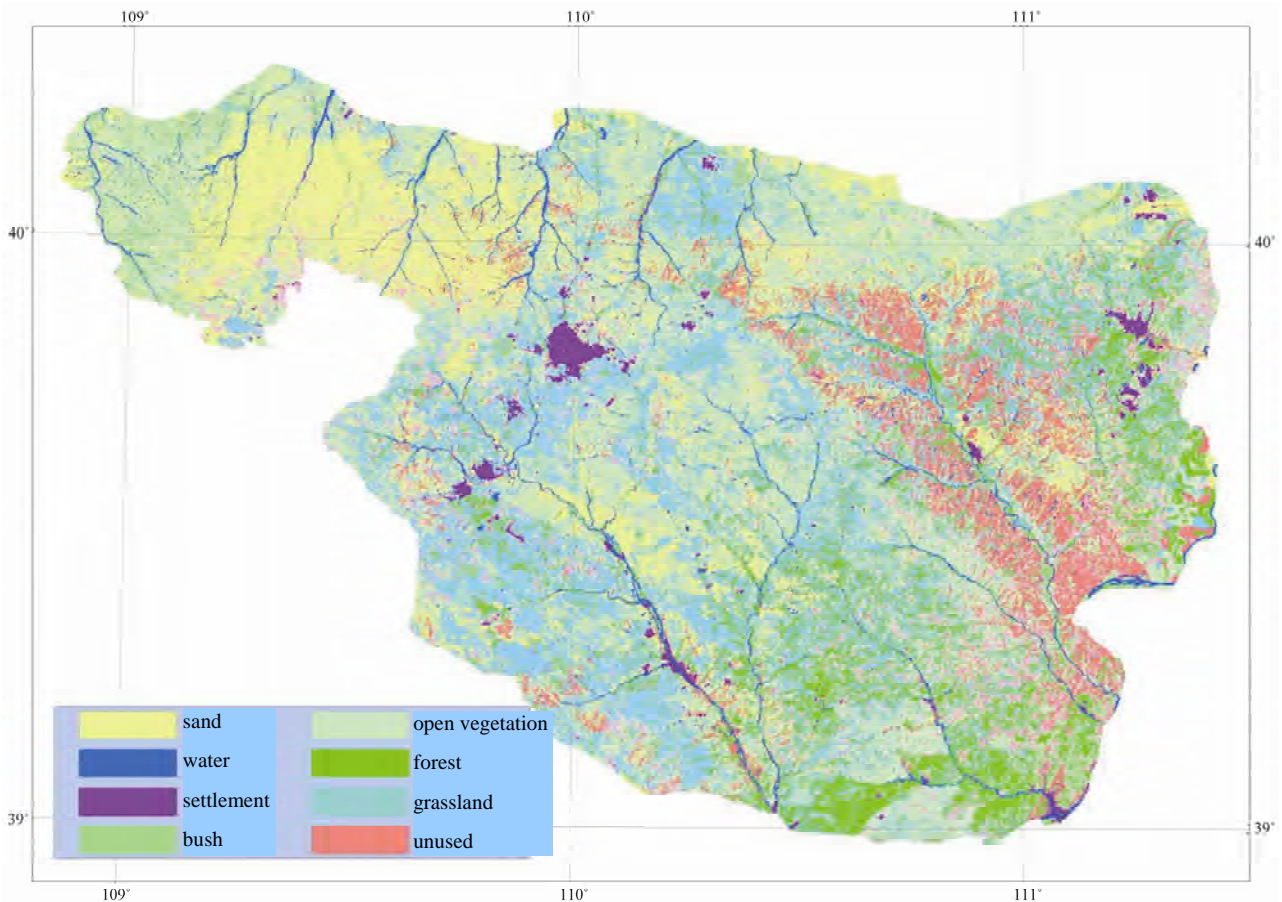 109°
110°
111°
40°
40°
sand
open vegetation
water
forest
settlement
grassland
bush
unused
39°
39°
109°
110°
111°